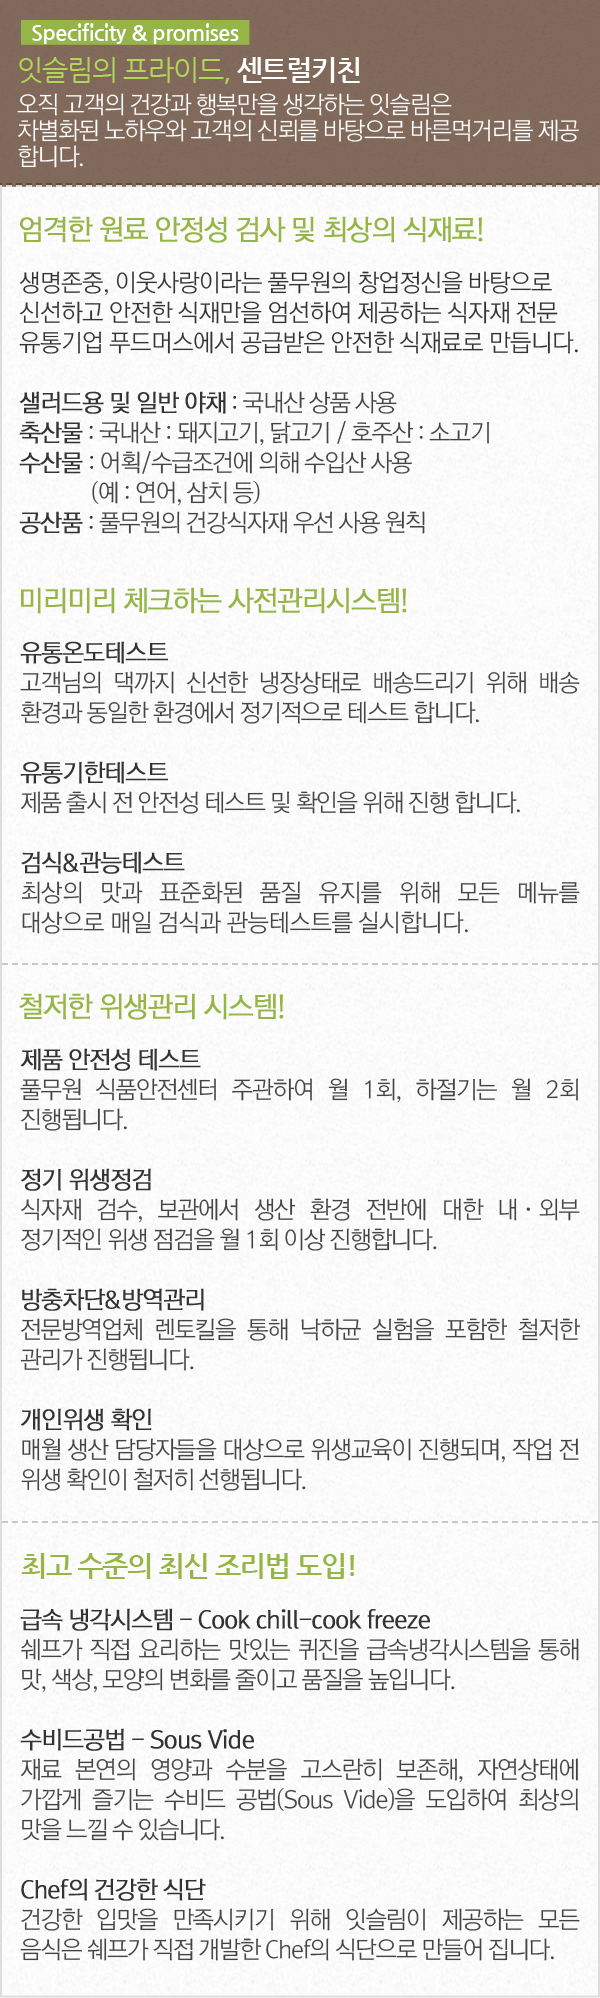 Specificity & promises
잇슬림의 프라이드, 센트럴키친
오직 고객의 건강과 행복만을 생각하는 잇슬림은
차별화된 노하우와 고객의 신뢰를 바탕으로 바른먹거리를 제공
합니다.
엄격한 원료 안정성 검사 및 최상의 식재료!
생명존중, 이웃사랑이라는 풀무원의 창업정신을 바탕으로
신선하고 안전한 식재만을 엄선하여 제공하는 식자재 전문
유통기업 푸드머스에서 공급받은 안전한 식재료로 만듭니다.
샐러드용 및 일반 야채 : 국내산 상품 사용
축산물 : 국내산 : 돼지고기, 닭고기 / 호주산 : 소고기
수산물 : 어획/수급조건에 의해 수입산 사용
(예 : 연어, 삼치 등)
공산품 : 풀무원의 건강식자재 우선 사용 원칙
미리미리 체크하는 사전관리시스템!
유통온도테스트
고객님의 댁까지 신선한 냉장상태로 배송드리기 위해 배송
환경과 동일한 환경에서 정기적으로 테스트 합니다.
유통기한테스트
제품 출시 전 안전성 테스트 및 확인을 위해 진행 합니다.
검식&관능테스트
최상의 맛과 표준화된 품질 유지를 위해 모든 메뉴를
대상으로 매일 검식과 관능테스트를 실시합니다.
철저한 위생관리 시스템!
제품 안전성 테스트
풀무원 식품안전센터 주관하여 월 1회, 하절기는 월 2회
진행됩니다.
정기 위생정검
식자재 검수, 보관에서 생산 환경 전반에 대한 내·외부
정기적인 위생 점검을 월 1회 이상 진행합니다.
방충차단&방역관리
전문방역업체 렌토킬을 통해 낙하균 실험을 포함한 철저한
관리가 진행됩니다.
개인위생 확인
매월 생산 담당자들을 대상으로 위생교육이 진행되며, 작업 전
위생 확인이 철저히 선행됩니다.
최고 수준의 최신 조리법 도입!
급속 냉각시스템 - Cook chill-cook freeze
쉐프가 직접 요리하는 맛있는 퀴진을 급속냉각시스템을 통해
맛, 색상, 모양의 변화를 줄이고 품질을 높입니다.
수비드공법 - Sous Vide
재료 본연의 영양과 수분을 고스란히 보존해, 자연상태에
가깝게 즐기는 수비드 공법(Sous Vide)을 도입하여 최상의
맛을 느낄 수 있습니다.
Chef의 건강한 식단
건강한 입맛을 만족시키기 위해 잇슬림이 제공하는 모든
음식은 쉐프가 직접 개발한 Chef의 식단으로 만들어 집니다.